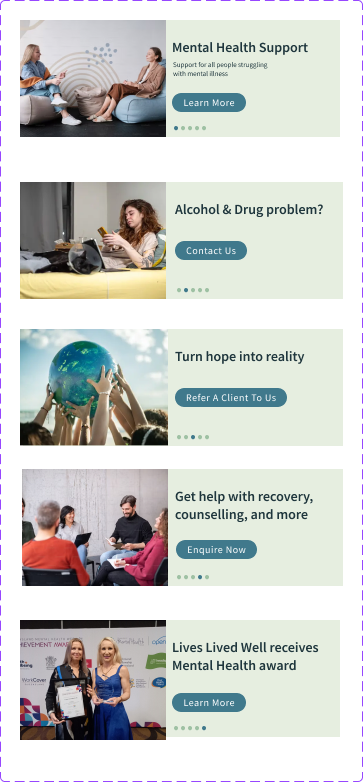 Mental Health Support
Support for all people struggling
with mental illness
Learn More
Alcohol & Drug problem?
Contact Us
Turn hope into reality
Refer A Client To Us
Get help with recovery,
counselling, and more
Enquire Now
Lives Lived Well receives
Mental Health award
Learn More